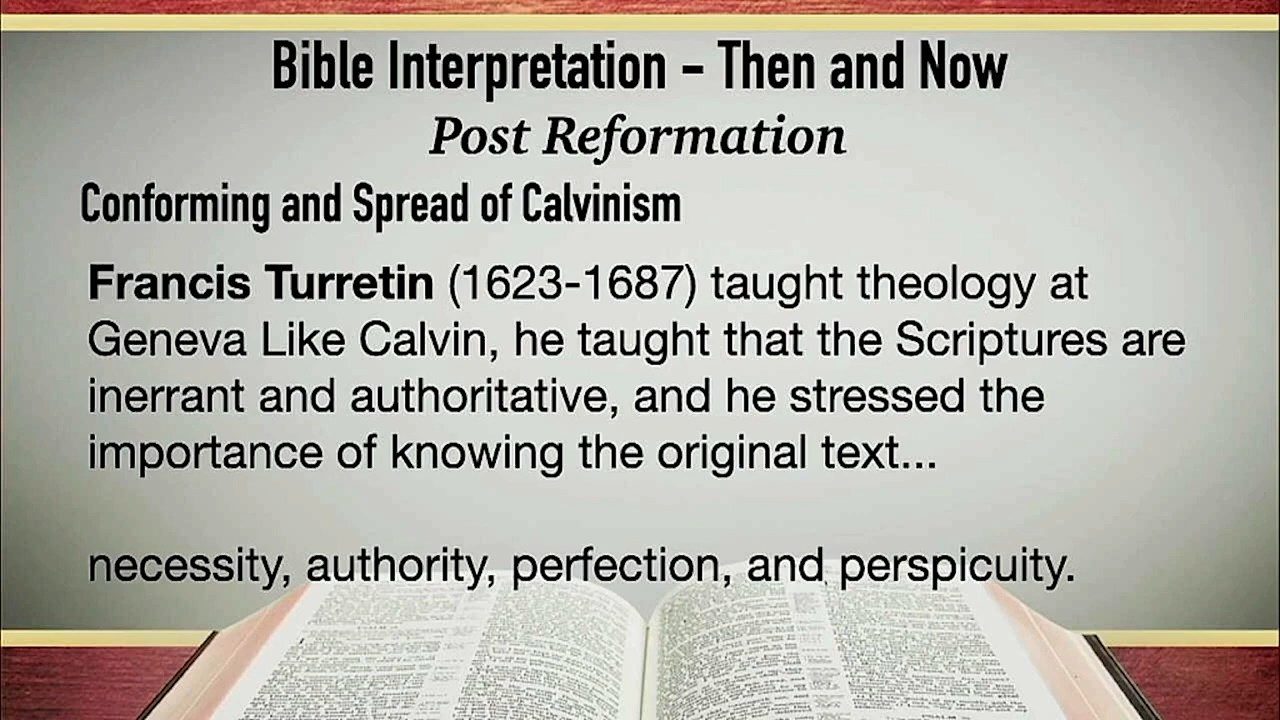 Bible Interpretation – Then and Now
Post Reformation
Conforming and Spread of Calvinism
Francis Turretin (1623-1687) taught theology at
Geneva Like Calvin, he taught that the Scriptures are
inerrant and authoritative, and he stressed the
importance of knowing the original text...
necessity, authority, perfection, and perspicuity.